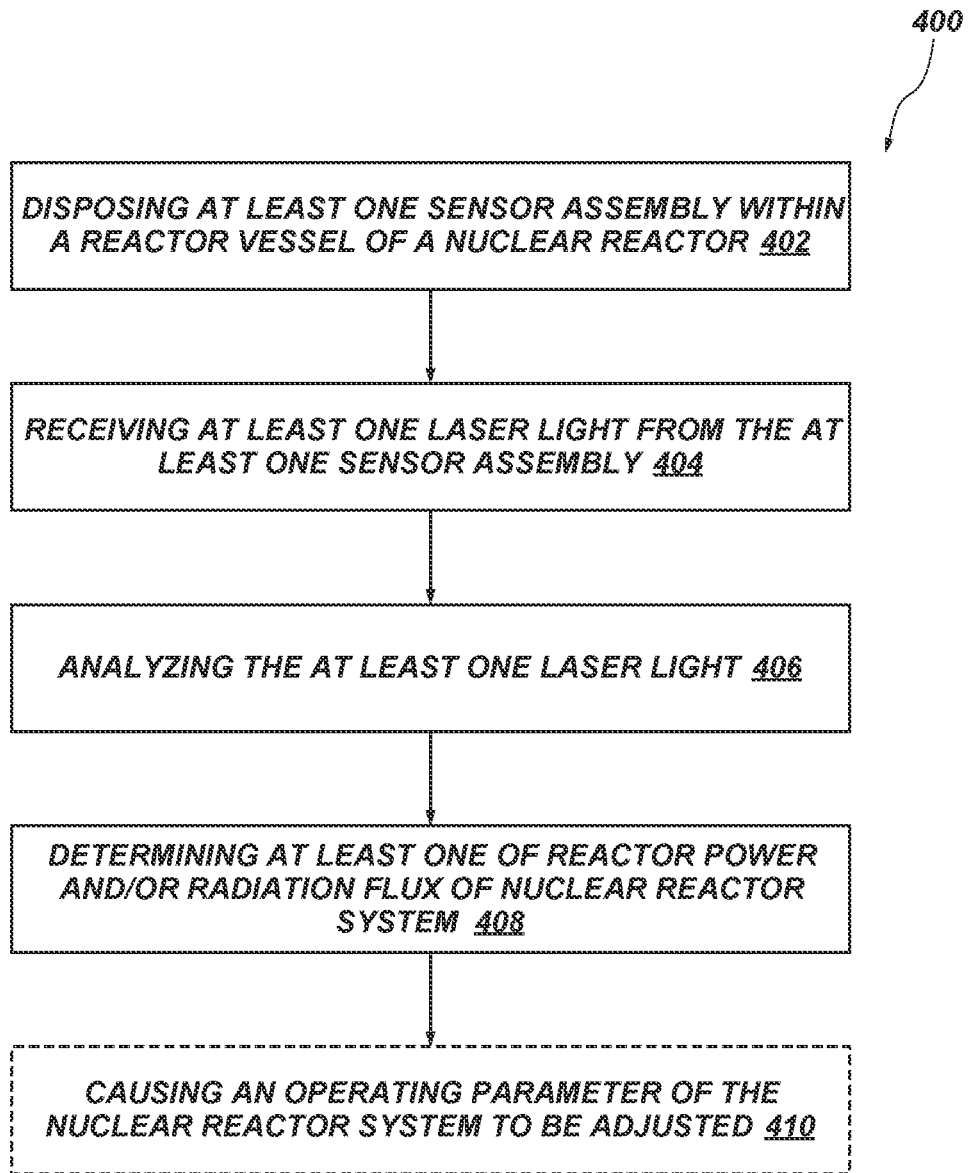 400
DISPOSING AT LEAST ONE SENSOR ASSEMBLY WITHIN
A REACTOR VESSEL OF A NUCLEAR REACTOR 402
RECEIVING AT LEAST ONE LASER LIGHT FROM THE AT
LEAST ONE SENSOR ASSEMBLY 404
ANALYZING THE AT LEAST ONE LASER LIGHT 406
DETERMINING AT LEAST ONE OF REACTOR POWER
AND/OR RADIATION FLUX OF NUCLEAR REACTOR
SYSTEM 408
CAUSING AN OPERATING PARAMETER OF THE
NUCLEAR REACTOR SYSTEM TO BE ADJUSTED 410